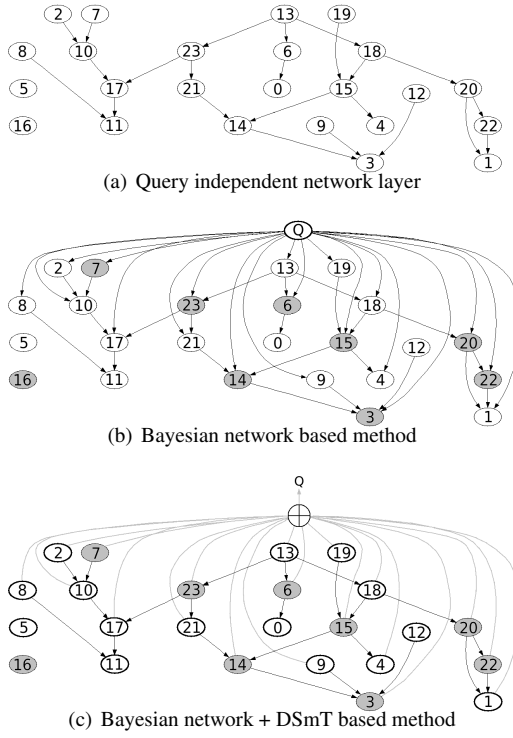 2 7 13 19
8 10 23 6 18
5 17 21 0 15 12 20
16 11 14 9 4 22
3 1
(a) Query independent network layer
Q
2 7 13 19
8 10 23 6 18
5 17 21 0 15 12 20
16 11 14 9 4 22
3 1
(b) Bayesian network based method
Q
2 7 13 19
8 10 23 6 18
5 17 21 0 15 12 20
16 11 14 9 4 22
3 1
(c) Bayesian network + DSmT based method